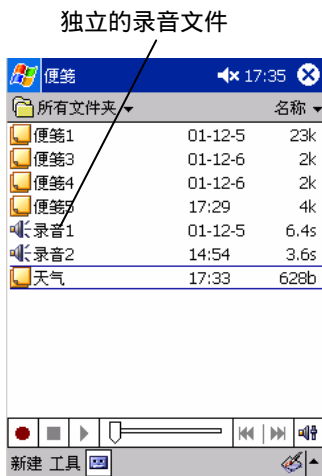 独立的录音文件
便笺 17:35
所有文件夹 名称
便笺1 01-12-5 23k
便笺3 01-12-6 2k
便笺4 01-12-6 2k
便笺5 17:29 4k
录音1 01-12-5 6.4s
录音2 14:54 3.6s
天气 17:33 628b
新建 工具